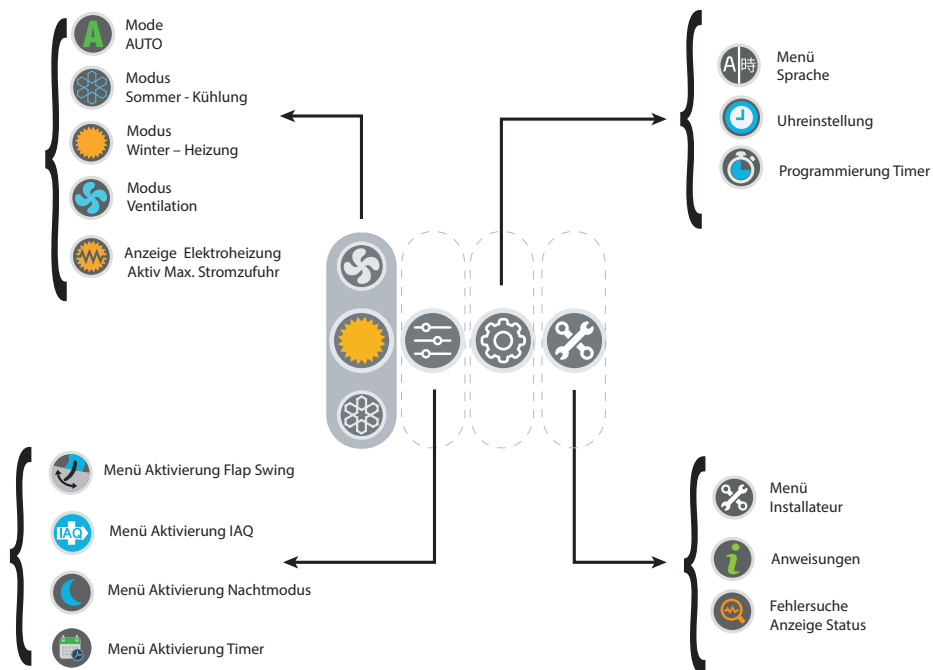 A
Mode
AUTO
Modus
Sommer - Kühlung
Modus
Winter – Heizung
Modus
Ventilation
Anzeige Elektroheizung
Aktiv Max. Stromzufuhr
A時
Menü
Sprache
Uhreinstellung
Programmierung Timer
Menü Aktivierung Flap Swing
IAQ
Menü Aktivierung IAQ
Menü Aktivierung Nachtmodus
Menü Aktivierung Timer
Menü
Installateur
i
Anweisungen
Fehlersuche
Anzeige Status